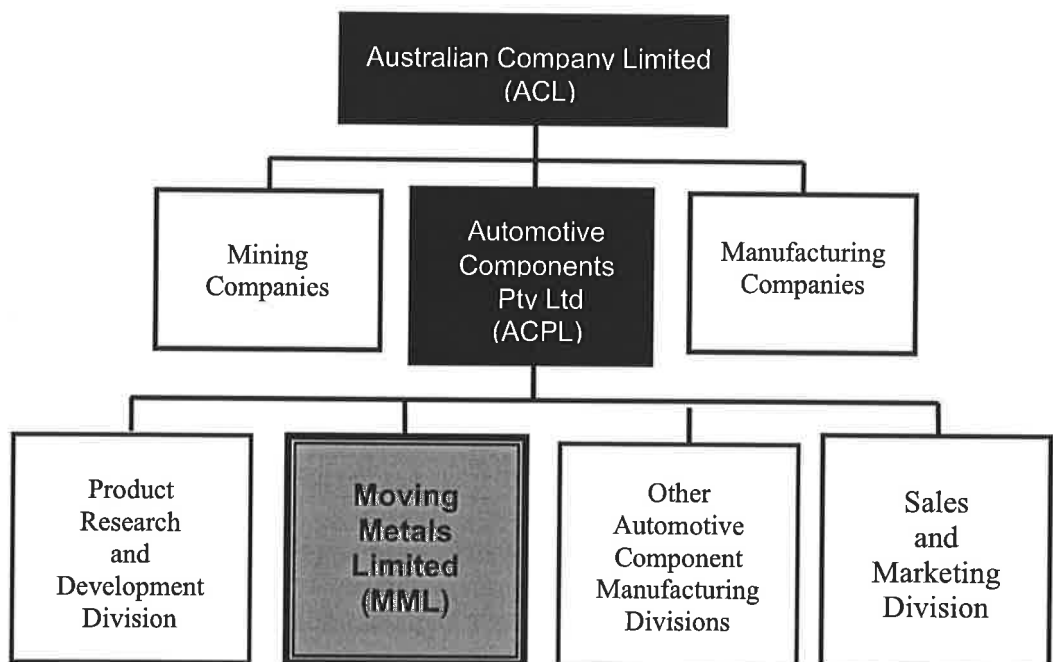 Australian Company Limited
(ACL)
Mining
Companies
Automotive
Components
Pty Ltd
(ACPL)
Manufacturing
Companies
Product
Research
and
Development
Division
Moving
Metals
Limited
(MML)
Other
Automotive
Component
Manufacturing
Divisions
Sales
and
Marketing
Division